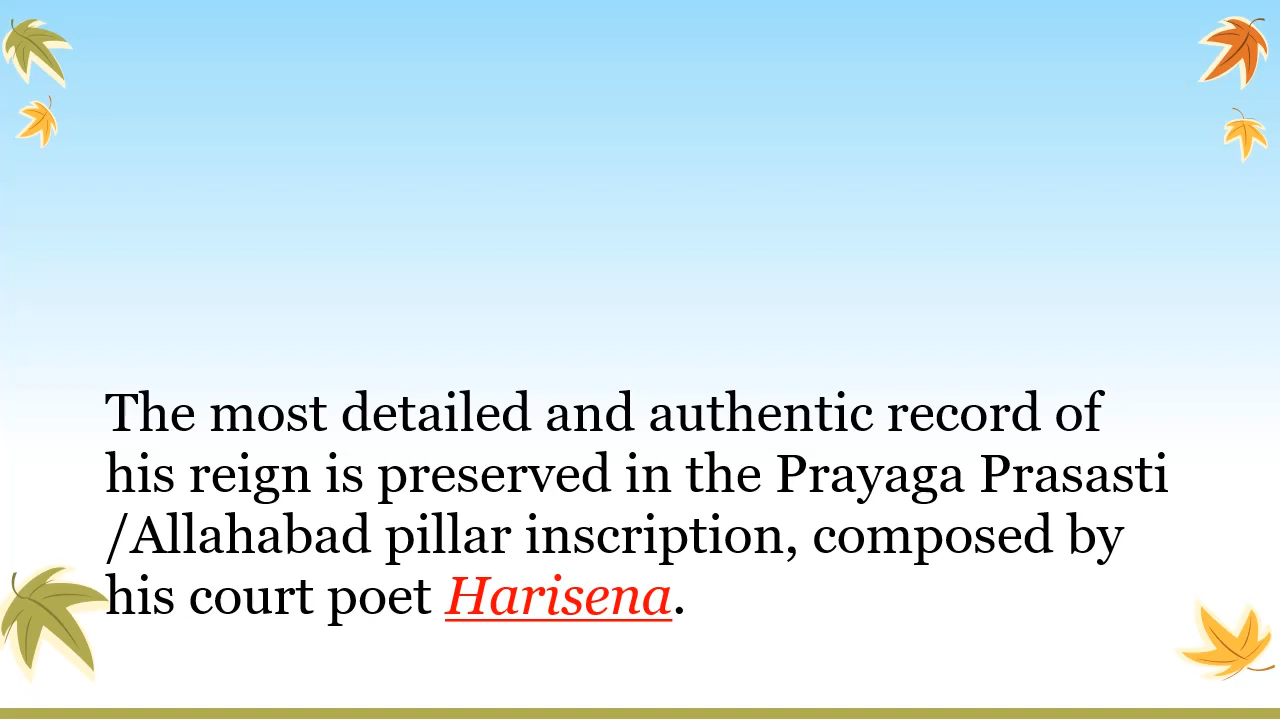 The most detailed and authentic record of
his reign is preserved in the Prayaga Prasasti
/Allahabad pillar inscription, composed by
his court poet Harisena.